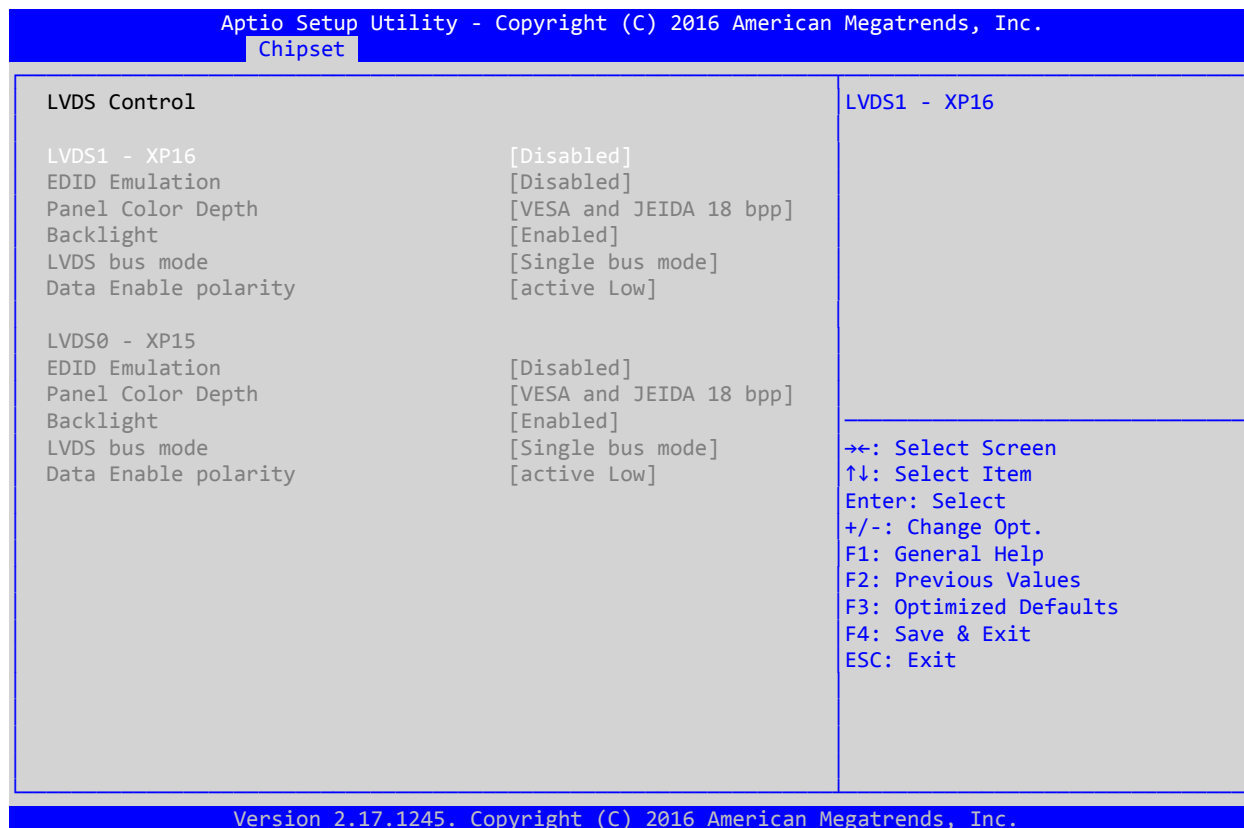 Aptio Setup Utility - Copyright (C) 2016 American Megatrends, Inc.
Chipset
LVDS Control
LVDS1 - XP16 [Disabled]
EDID Emulation [Disabled]
Panel Color Depth [VESA and JEIDA 18 bpp]
Backlight [Enabled]
LVDS bus mode [Single bus mode]
Data Enable polarity [active Low]
LVDS0 - XP15
EDID Emulation [Disabled]
Panel Color Depth [VESA and JEIDA 18 bpp]
Backlight [Enabled]
LVDS bus mode [Single bus mode]
Data Enable polarity [active Low]
LVDS1 - XP16
→←: Select Screen
↑↓: Select Item
Enter: Select
+/-: Change Opt.
F1: General Help
F2: Previous Values
F3: Optimized Defaults
F4: Save & Exit
ESC: Exit
Version 2.17.1245. Copyright (C) 2016 American Megatrends, Inc.